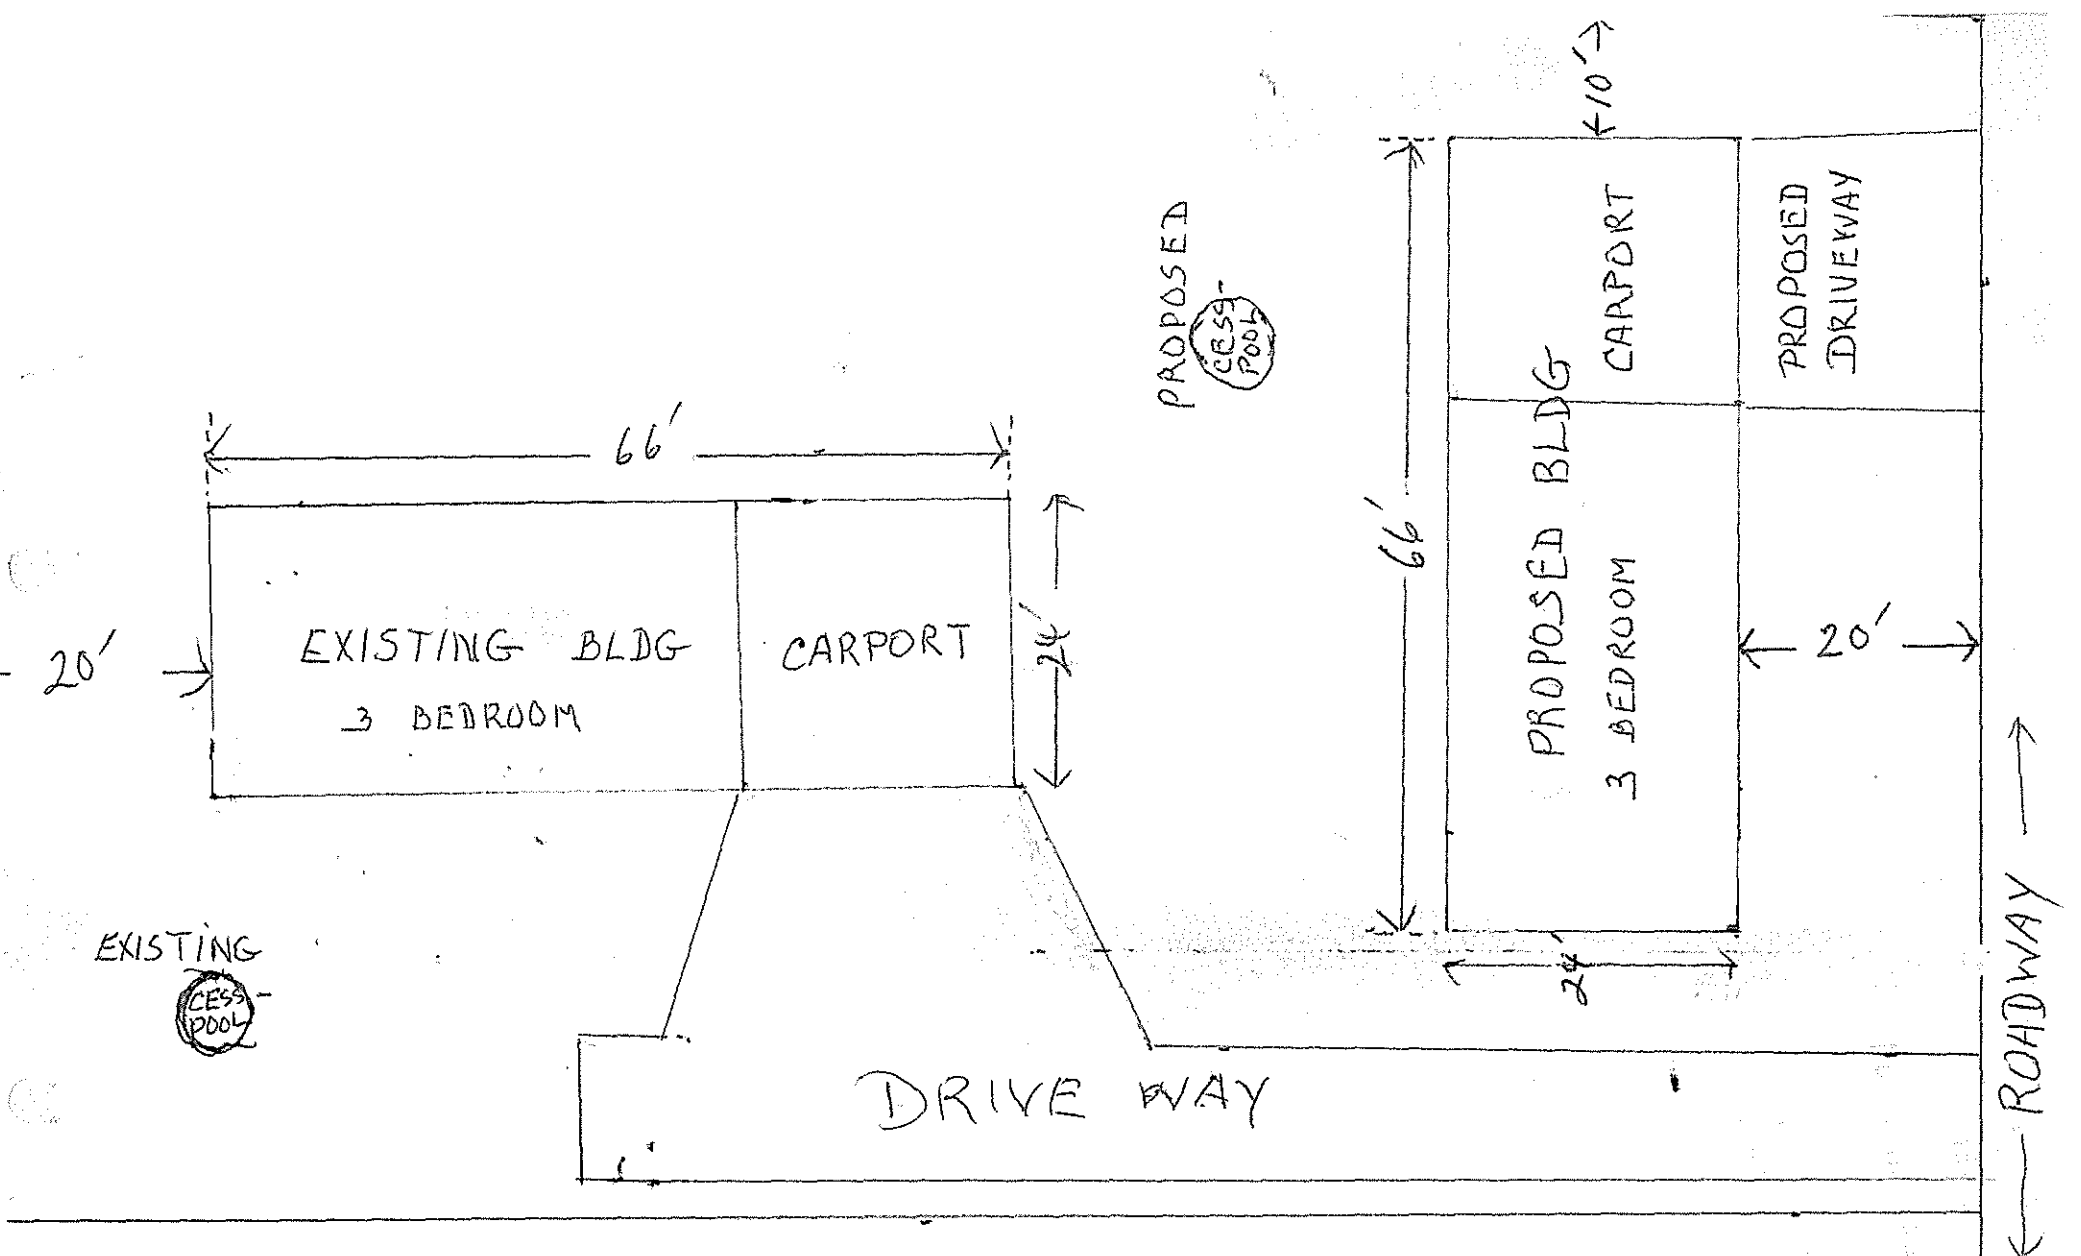 66'
20'
EXISTING BLDG
3 BEDROOM
CARPORT
24'
EXISTING
CESS-
POOL
DRIVE WAY
PROPOSED
CESS-
POOL
10'
66'
CARPORT
PROPOSED BLDG
3 BEDROOM
24'
PROPOSED
DRIVEWAY
20'
ROADWAY